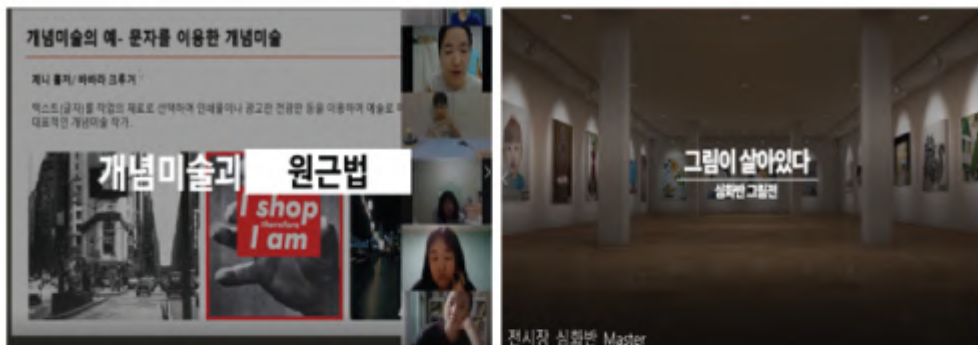 개념미술의 예- 문자를 이용한 개념미술
제니 홀저/ 바바라 크루거
텍스트(글자)를 작업의 재료로 선택하여 인쇄물이나 광고판 전광판 등을 이용하여 예술로
대표적인 개념미술 작가.
개념미술과 원근법
I shop
therefore
I am
그림이 살아있다
심화반 그림전
전시장 심화반 Master